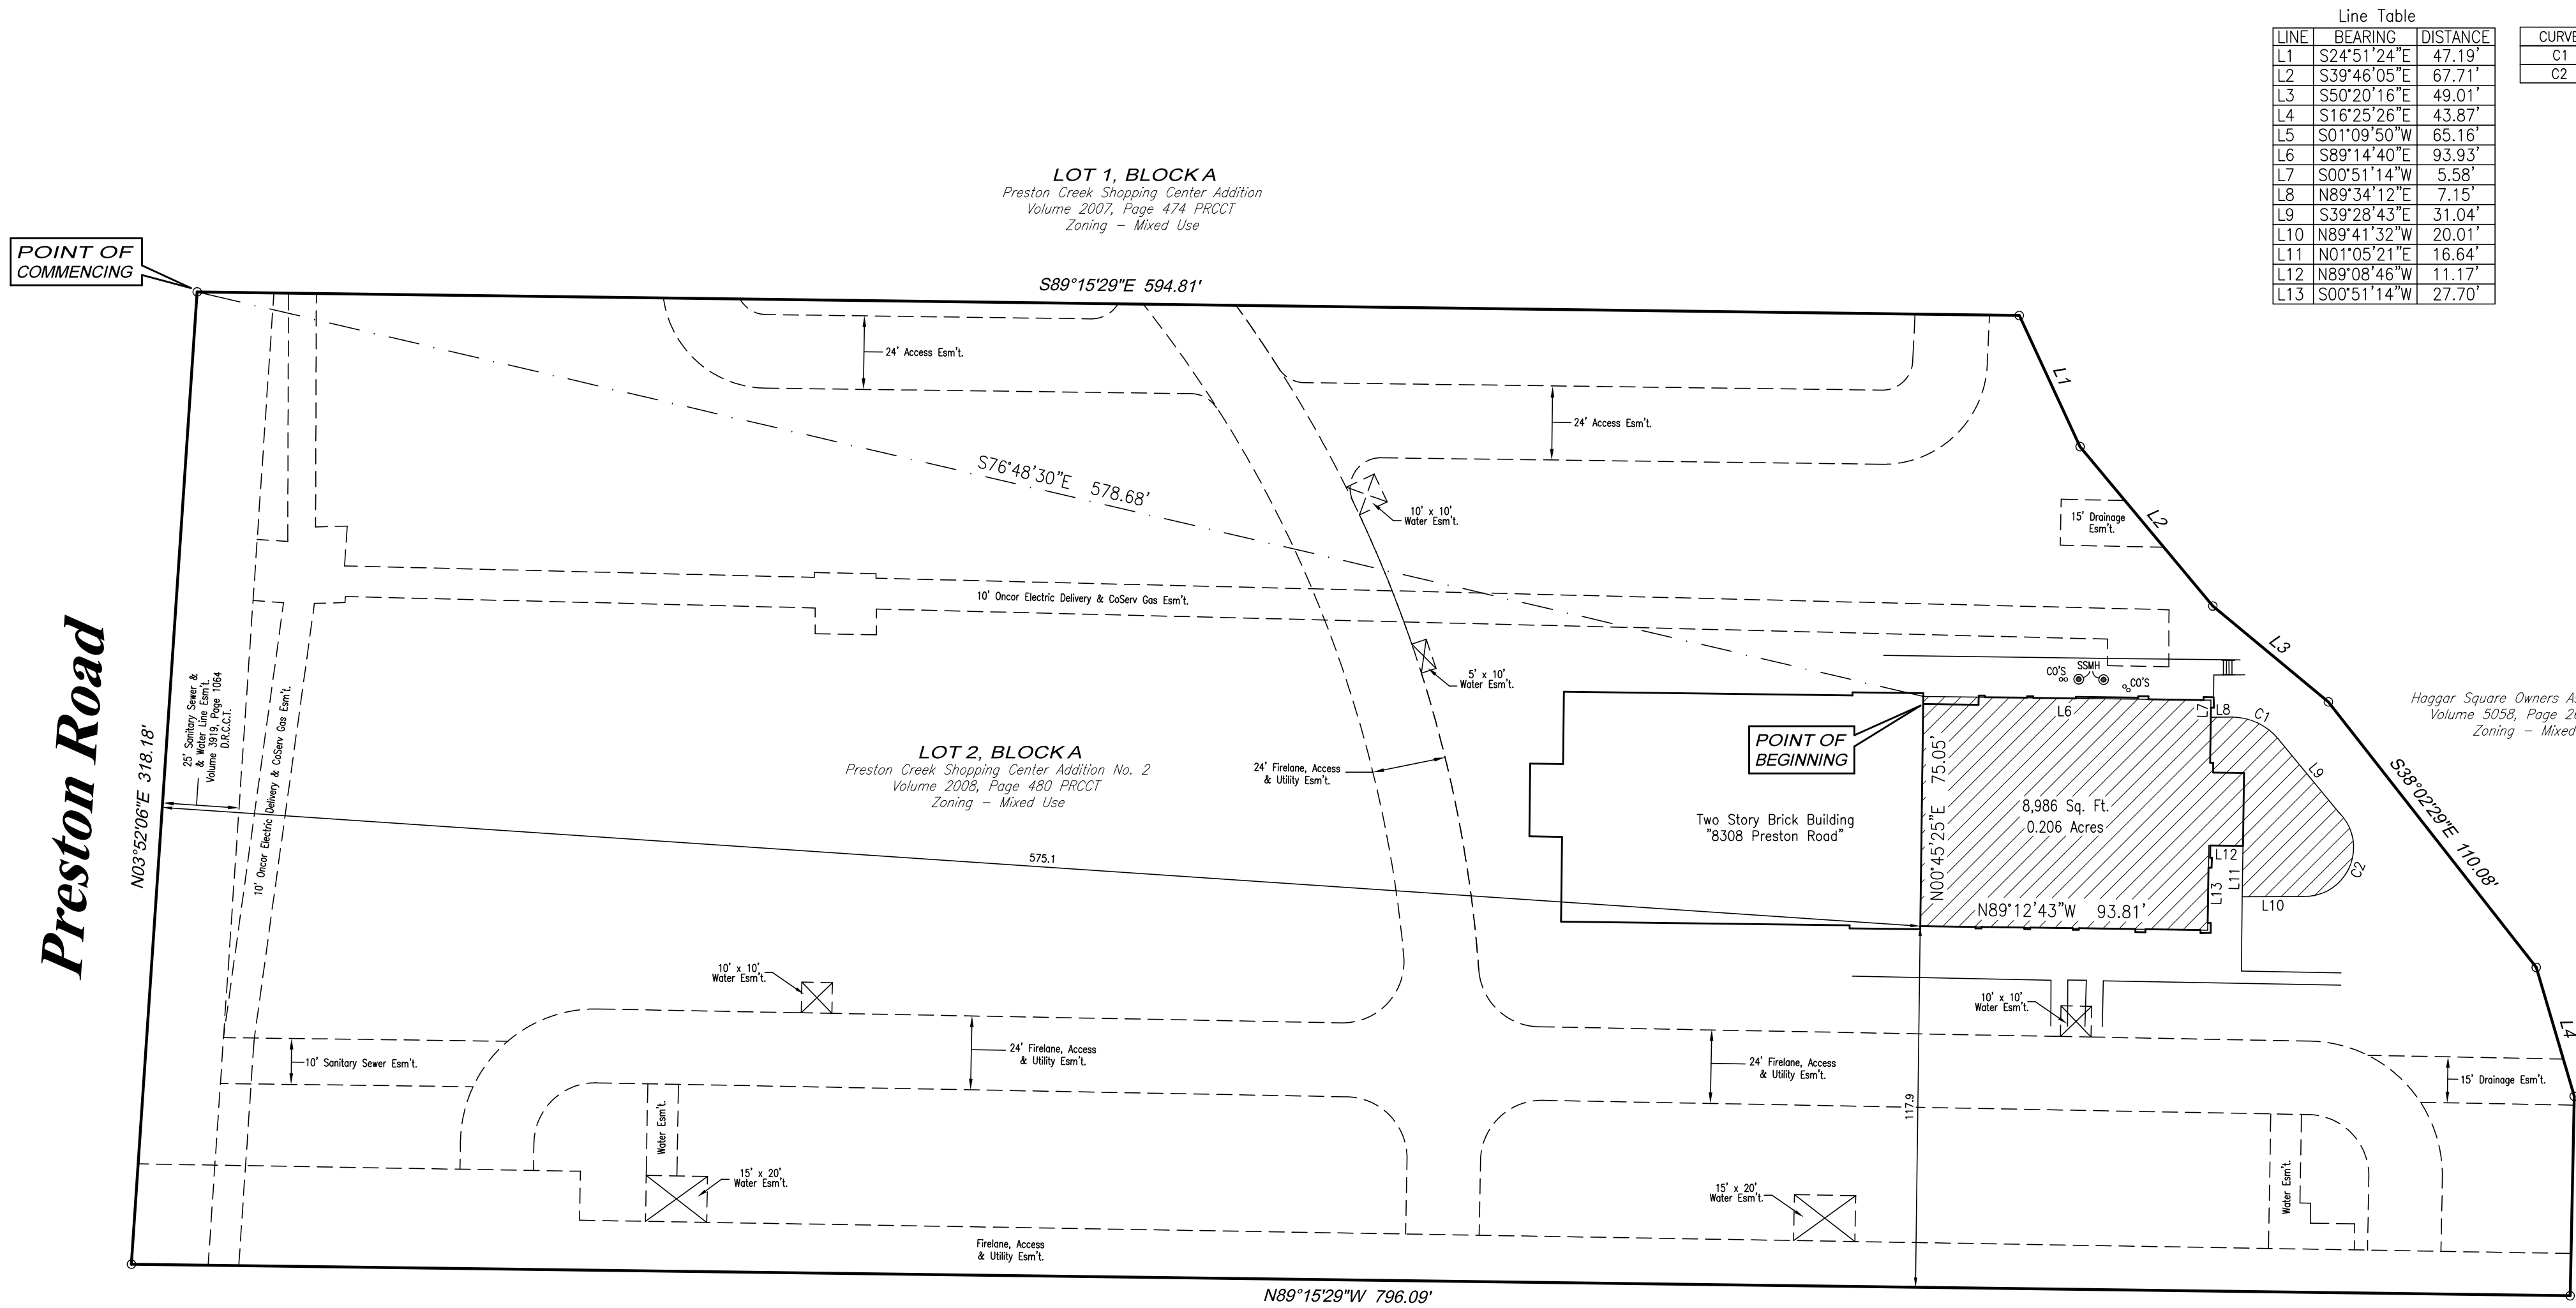 Line Table
LINE BEARING DISTANCE
L1 S24°51'24"E 47.19'
L2 S39°46'05"E 67.71'
L3 S50°20'16"E 49.01'
L4 S16°25'26"E 43.87'
L5 S01°09'50"W 65.16'
L6 S89°14'40"E 93.93'
L7 S00°51'14"W 5.58'
L8 N89°34'12"E 7.15'
L9 S39°28'43"E 31.04'
L10 N89°41'32"W 20.01'
L11 N01°05'21"E 16.64'
L12 N89°08'46"W 11.17'
L13 S00°51'14"W 27.70'
CURVE
C1
C2
LOT 1, BLOCK A
Preston Creek Shopping Center Addition
Volume 2007, Page 474 PRCCT
Zoning – Mixed Use
POINT OF
COMMENCING
S89°15'29"E 594.81'
24' Access Esm't.
24' Access Esm't.
L1
S76°48'30"E 578.68'
10' x 10'
Water Esm't.
15' Drainage
Esm't.
L2
10' Oncor Electric Delivery & CoServ Gas Esm't.
L3
Preston Road
N03°52'06"E 318.18'
25' Sanitary Sewer &
& Water Line Esm't.
Volume 3919, Page 1064
D.R.C.C.T.
10' Oncor Electric Delivery & CoServ Gas Esm't.
5' x 10'
Water Esm't.
CO'S
SSMH
CO'S
L6
L7
L8
C1
Haggar Square Owners A
Volume 5058, Page 2
Zoning – Mixed
LOT 2, BLOCK A
Preston Creek Shopping Center Addition No. 2
Volume 2008, Page 480 PRCCT
Zoning – Mixed Use
24' Firelane, Access
& Utility Esm't.
POINT OF
BEGINNING
N00°45'25"E 75.05'
L9
S38°02'29"E 110.08'
8,986 Sq. Ft.
0.206 Acres
Two Story Brick Building
"8308 Preston Road"
575.1
L12
L11
L13
C2
L10
N89°12'43"W 93.81'
10' x 10'
Water Esm't.
10' x 10'
Water Esm't.
L4
10' Sanitary Sewer Esm't.
24' Firelane, Access
& Utility Esm't.
24' Firelane, Access
& Utility Esm't.
15' Drainage Esm't.
117.9
Water Esm't.
15' x 20'
Water Esm't.
15' x 20'
Water Esm't.
Water Esm't.
Firelane, Access
& Utility Esm't.
N89°15'29"W 796.09'